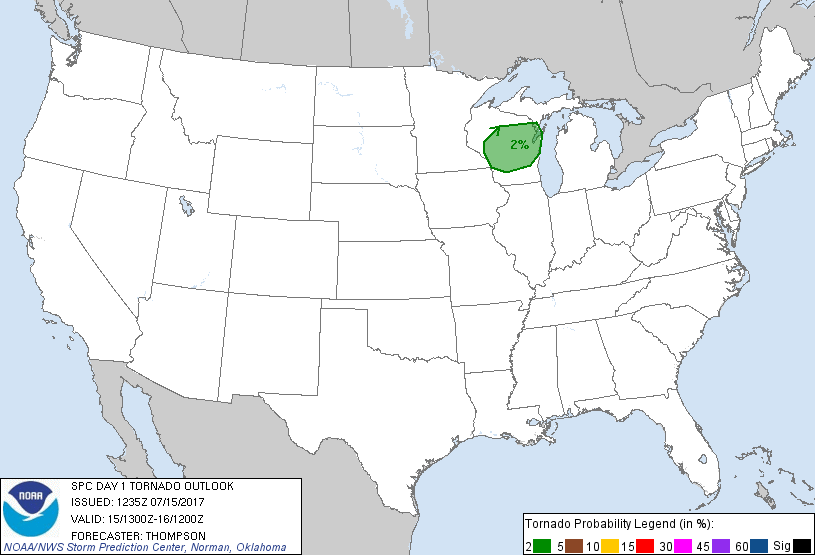 2%
NOAA
SPC DAY 1 TORNADO OUTLOOK
ISSUED: 1235Z 07/15/2017
VALID: 15/1300Z-16/1200Z
FORECASTER: THOMPSON
NOAA/NWS Storm Prediction Center, Norman, Oklahoma
Tornado Probability Legend (in %):
2 5 10 15 30 45 60 Sig